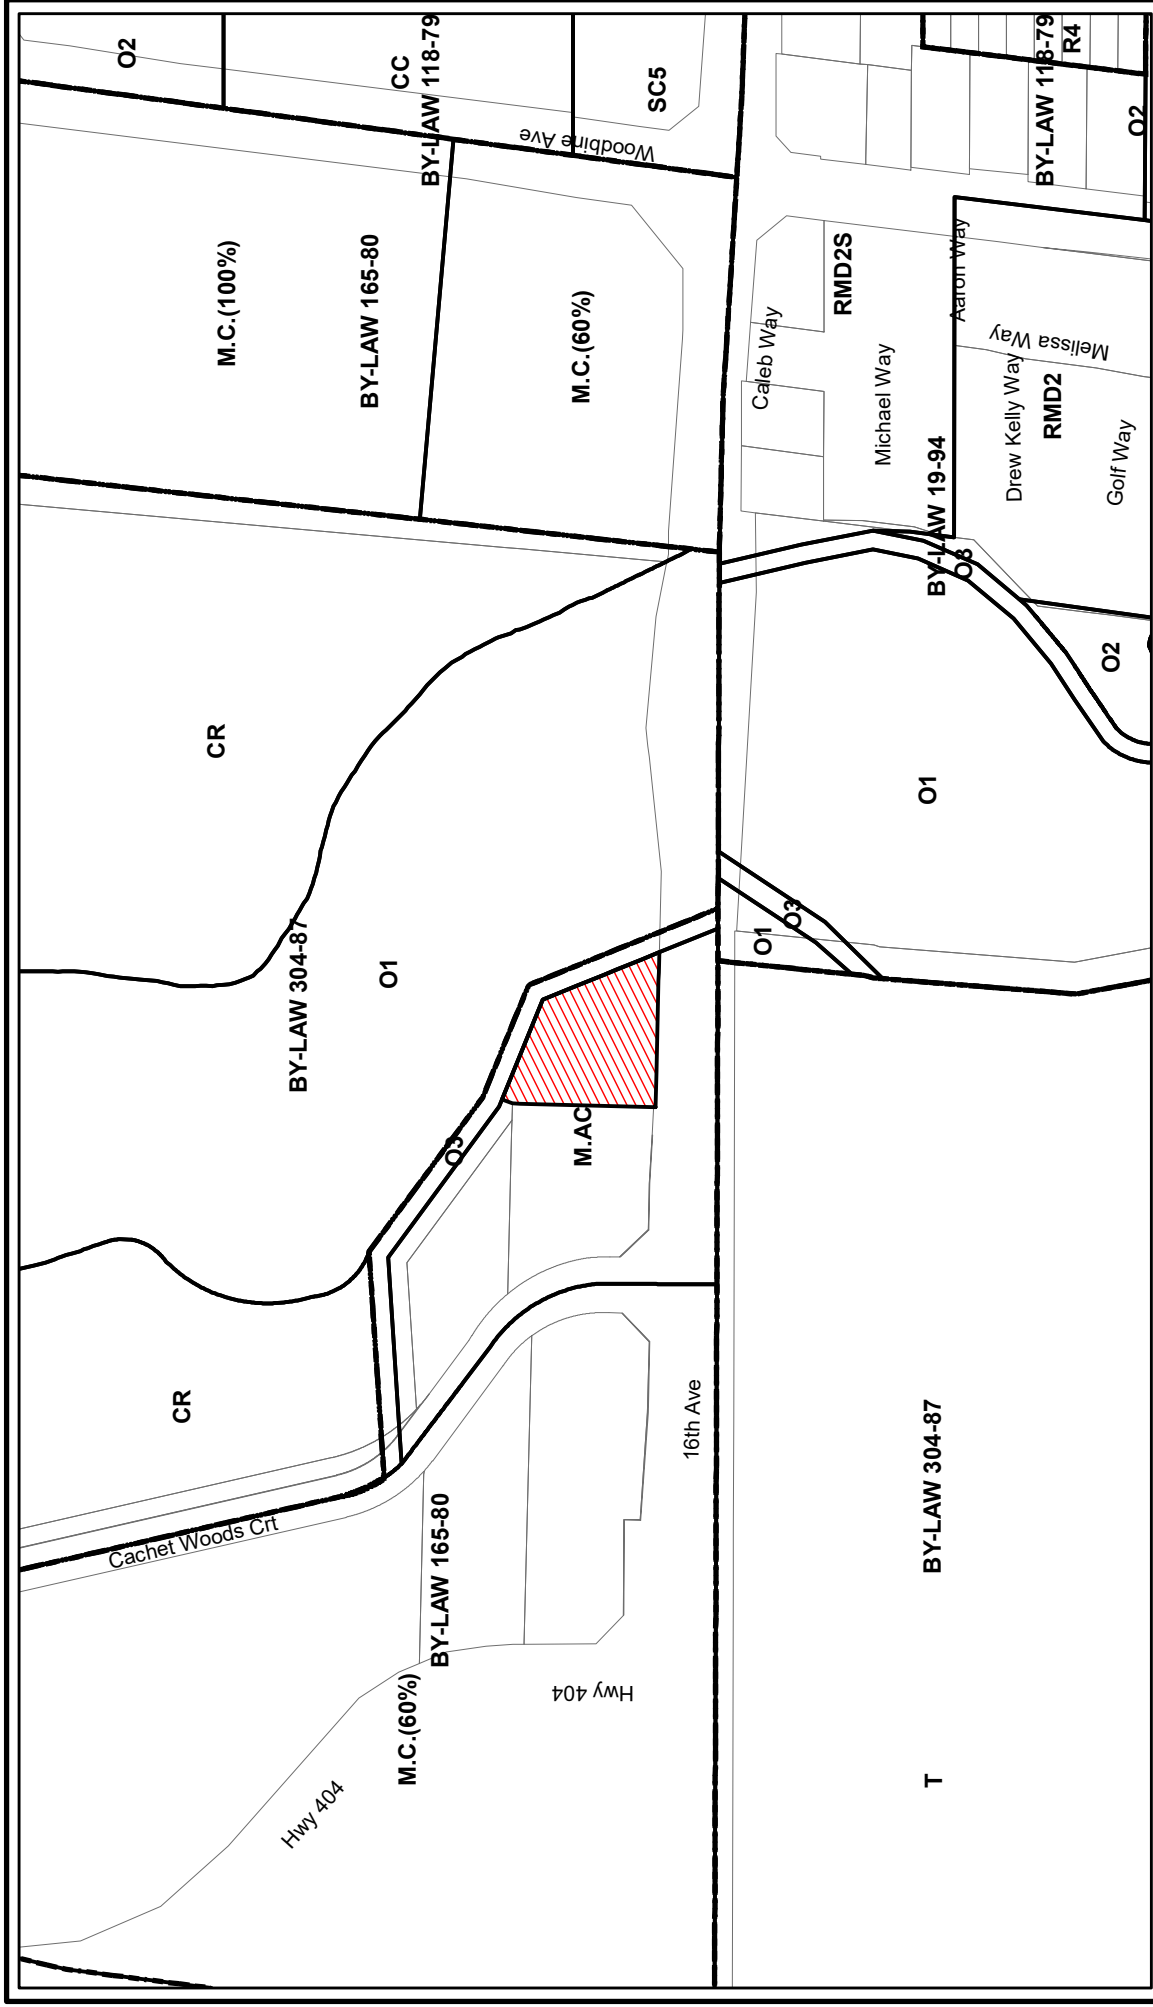 O2
CC
BY-LAW 118-79
SC5
Woodbine Ave
BY-LAW 118-79
R4
O2
M.C.(100%)
BY-LAW 165-80
M.C.(60%)
RMD2S
Aaron Way
Caleb Way
Melissa Way
Michael Way
Drew Kelly Way
RMD2
Golf Way
BY-LAW 19-94
O8
O2
CR
O1
BY-LAW 304-87
O1
O3
O1
O3
M.AC
CR
16th Ave
Cachet Woods Crt
BY-LAW 165-80
M.C.(60%)
Hwy 404
Hwy 404
BY-LAW 304-87
T